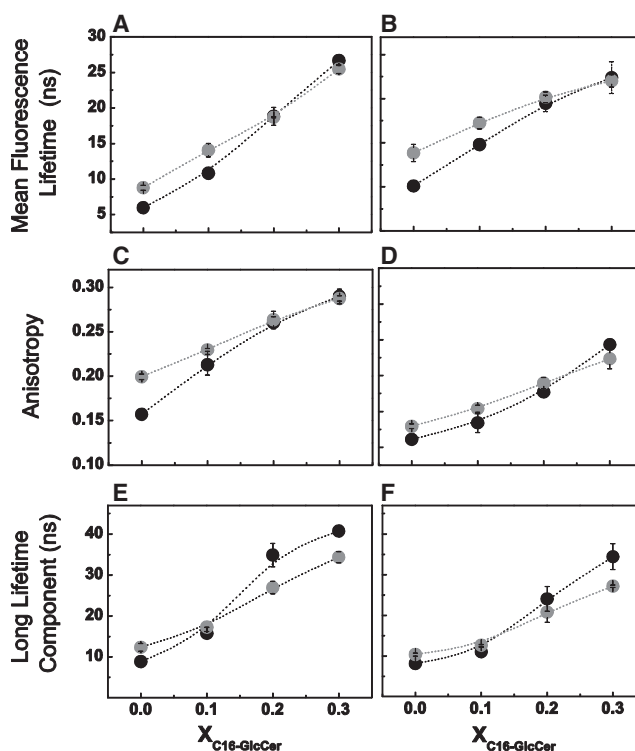 A
B
30
25
20
15
10
5
Mean Fluorescence
Lifetime (ns)
C
D
0.30
0.25
0.20
0.15
0.10
Anisotropy
E
F
40
30
20
10
Long Lifetime
Component (ns)
0.0 0.1 0.2 0.3 0.0 0.1 0.2 0.3
X C16-GlcCer X C16-GlcCer